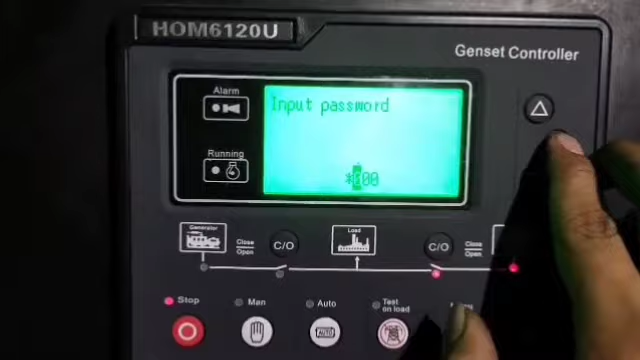 HOM6120U
Genset Controller
Alarm
Input password
Running
*000
Generator
Close
Open
C/O
Load
C/O
Close
Open
Stop
Man
Auto
Test
on load
AUTO